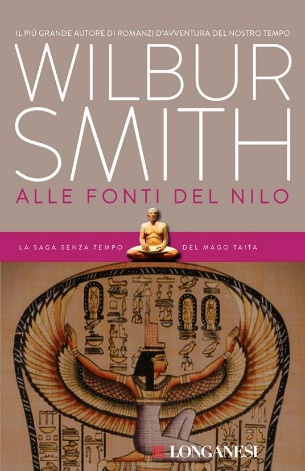 IL PIÙ GRANDE AUTORE DI ROMANZI D'AVVENTURA DEL NOSTRO TEMPO
WILBUR
SMITH
ALLE FONTI DEL NILO
LA SAGA SENZA TEMPO DEL MAGO TAITA
LONGANESI